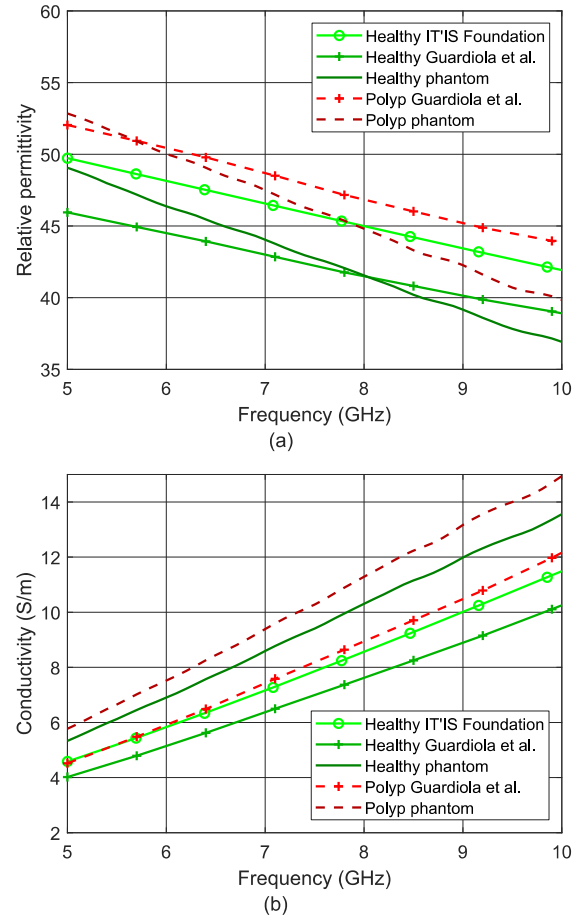 60
55
50
45
40
35
Relative permittivity
Healthy IT'IS Foundation
Healthy Guardiola et al.
Healthy phantom
Polyp Guardiola et al.
Polyp phantom
5 6 7 8 9 10
Frequency (GHz)
(a)
14
12
10
8
6
4
2
Conductivity (S/m)
Healthy IT'IS Foundation
Healthy Guardiola et al.
Healthy phantom
Polyp Guardiola et al.
Polyp phantom
5 6 7 8 9 10
Frequency (GHz)
(b)